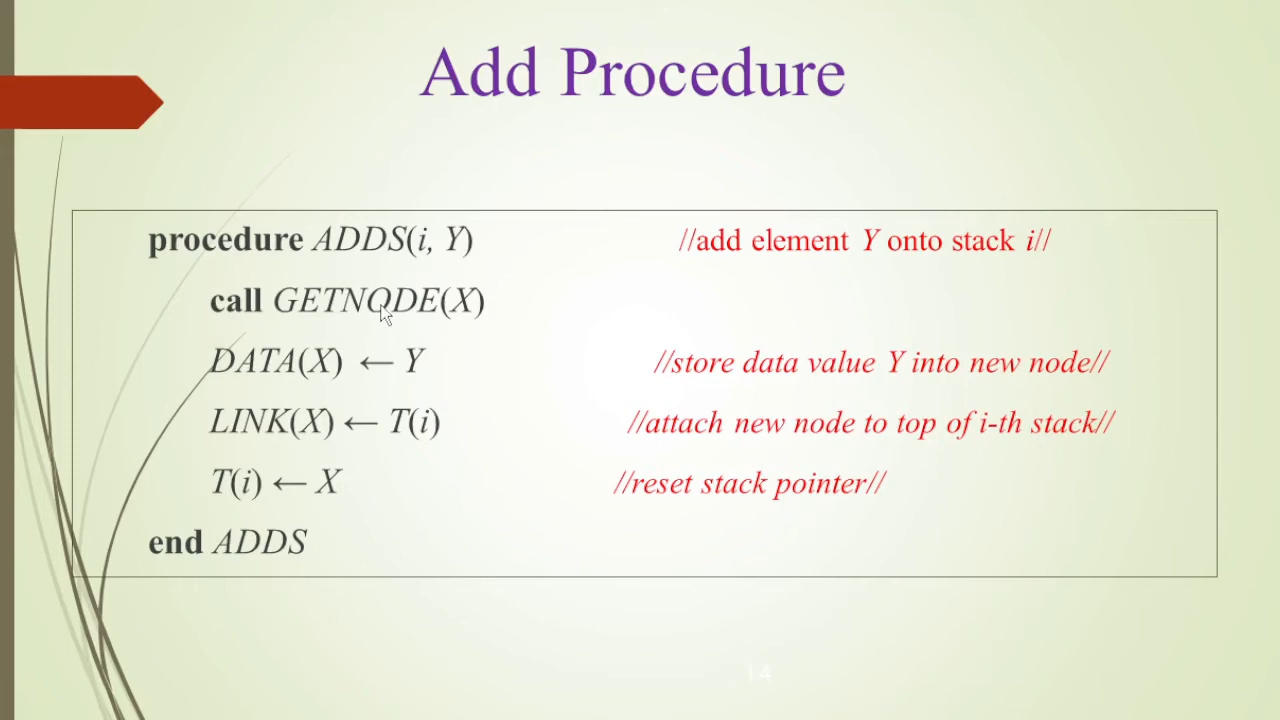 Add Procedure
procedure ADDS(i, Y) //add element Y onto stack i//
call GETNODE(X)
DATA(X) ← Y //store data value Y into new node//
LINK(X) ← T(i) //attach new node to top of i-th stack//
T(i) ← X //reset stack pointer//
end ADDS
14